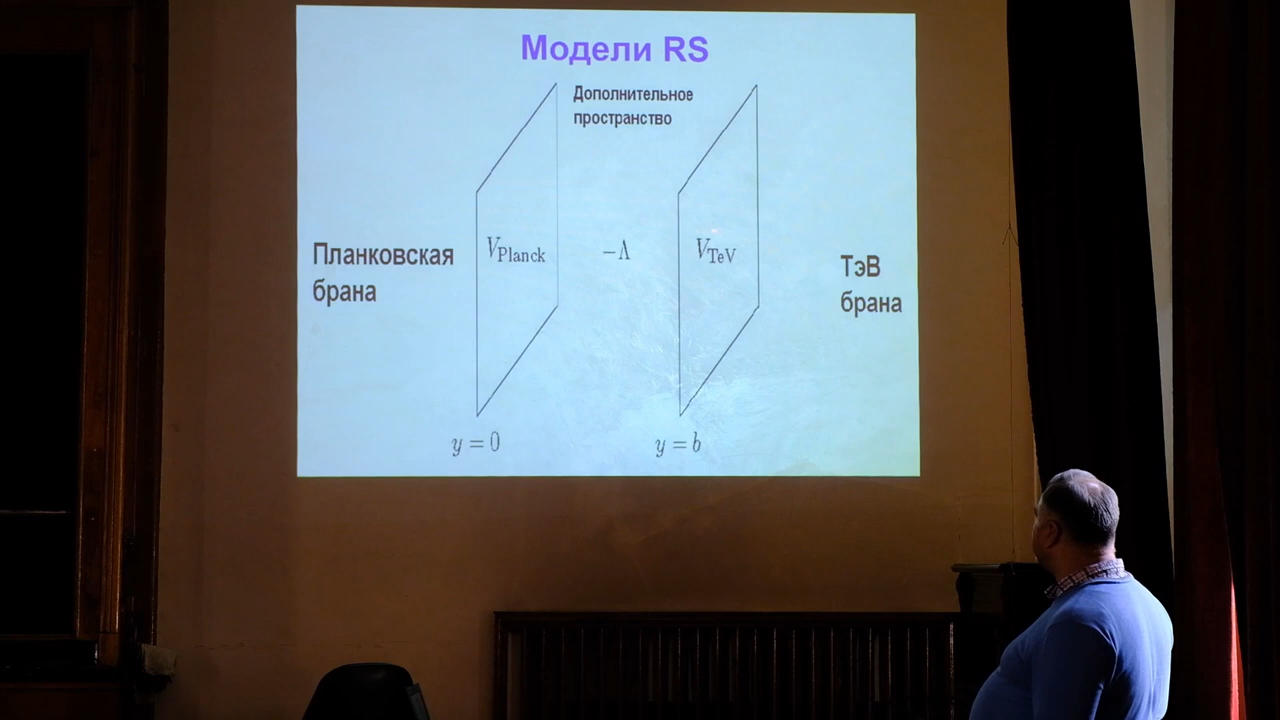 Модели RS
Дополнительное
пространство
Планковская
брана
V_Planck
−Λ
V_TeV
ТэВ
брана
y = 0
y = b